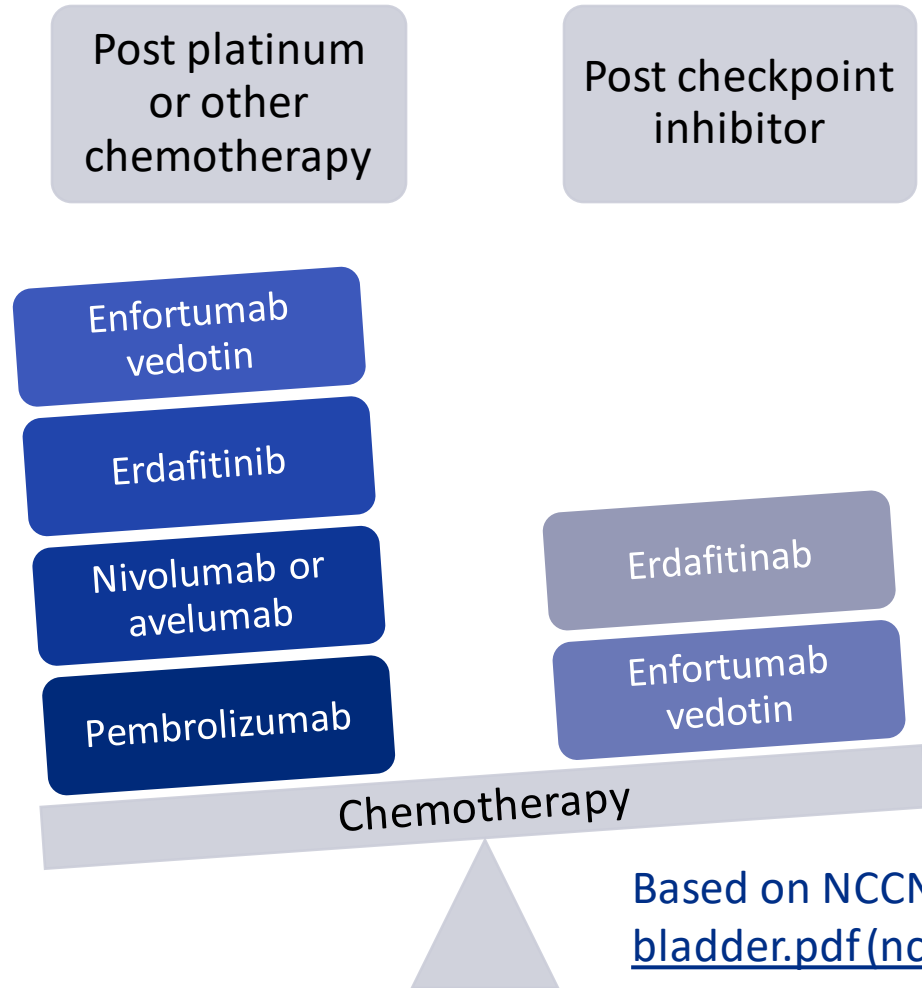 Post platinum
or other
chemotherapy
Post checkpoint
inhibitor
Enfortumab
vedotin
Erdafitinib
Nivolumab or
avelumab
Pembrolizumab
Erdafitinab
Enfortumab
vedotin
Chemotherapy
Based on NCCN
bladder.pdf (